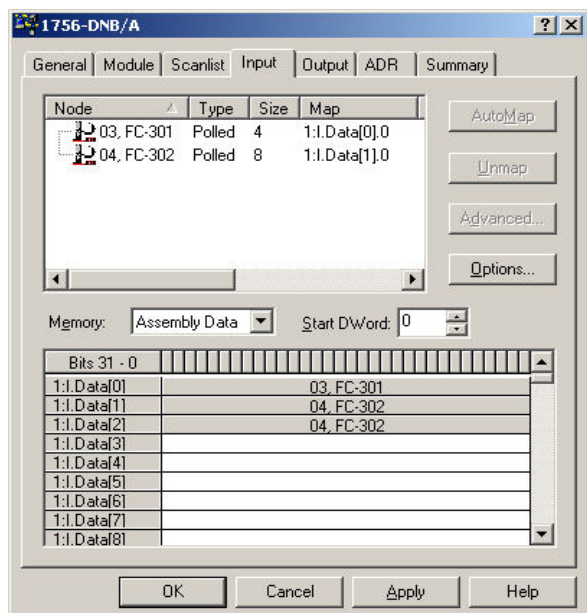 1756-DNB/A
General Module Scanlist Input Output ADR Summary
Node Type Size Map
03, FC-301 Polled 4 1:I.Data[0].0
04, FC-302 Polled 8 1:I.Data[1].0
AutoMap
Unmap
Advanced...
Options...
Memory: Assembly Data Start DWord: 0
Bits 31 - 0
1:I.Data[0] 03, FC-301
1:I.Data[1] 04, FC-302
1:I.Data[2] 04, FC-302
1:I.Data[3]
1:I.Data[4]
1:I.Data[5]
1:I.Data[6]
1:I.Data[7]
1:I.Data[8]
OK Cancel Apply Help